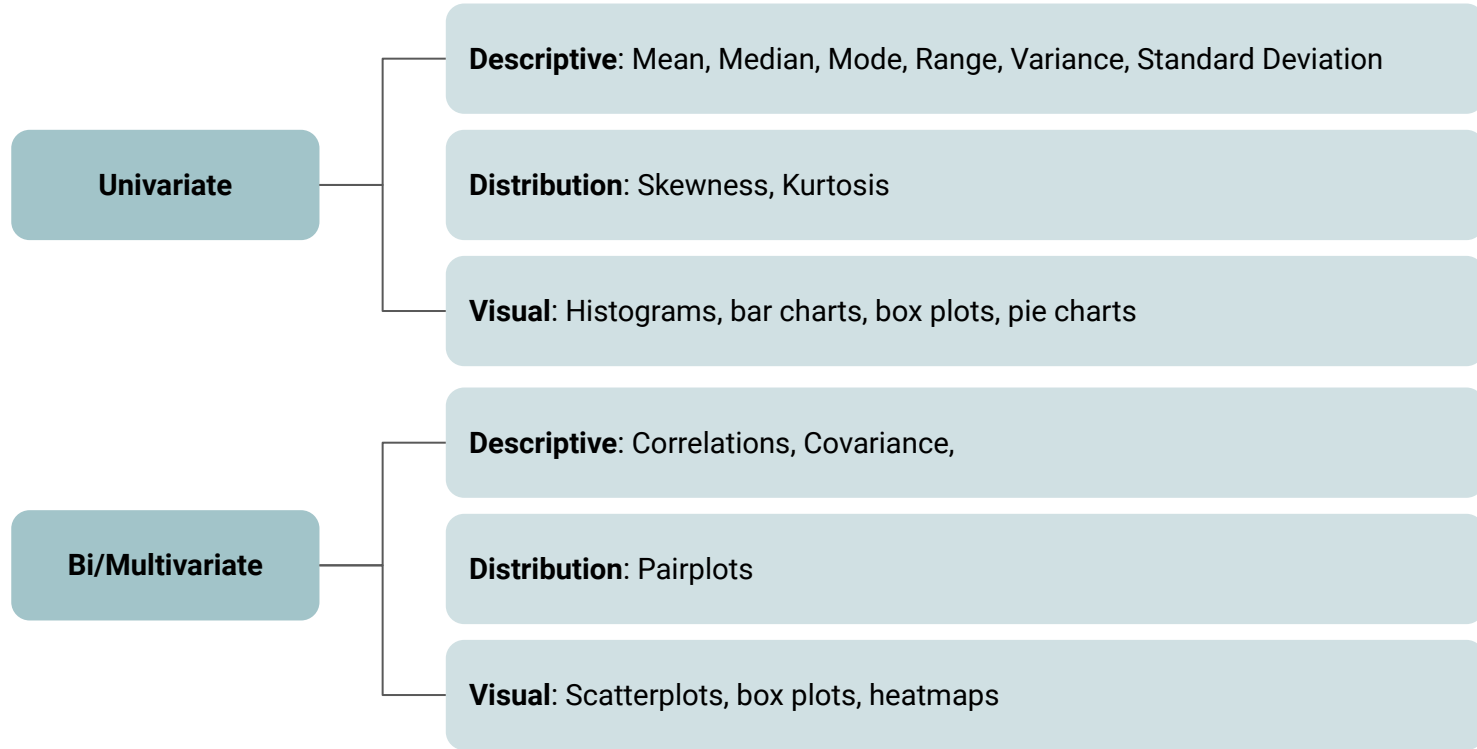 Descriptive: Mean, Median, Mode, Range, Variance, Standard Deviation
Univariate
Distribution: Skewness, Kurtosis
Visual: Histograms, bar charts, box plots, pie charts
Descriptive: Correlations, Covariance,
Bi/Multivariate
Distribution: Pairplots
Visual: Scatterplots, box plots, heatmaps